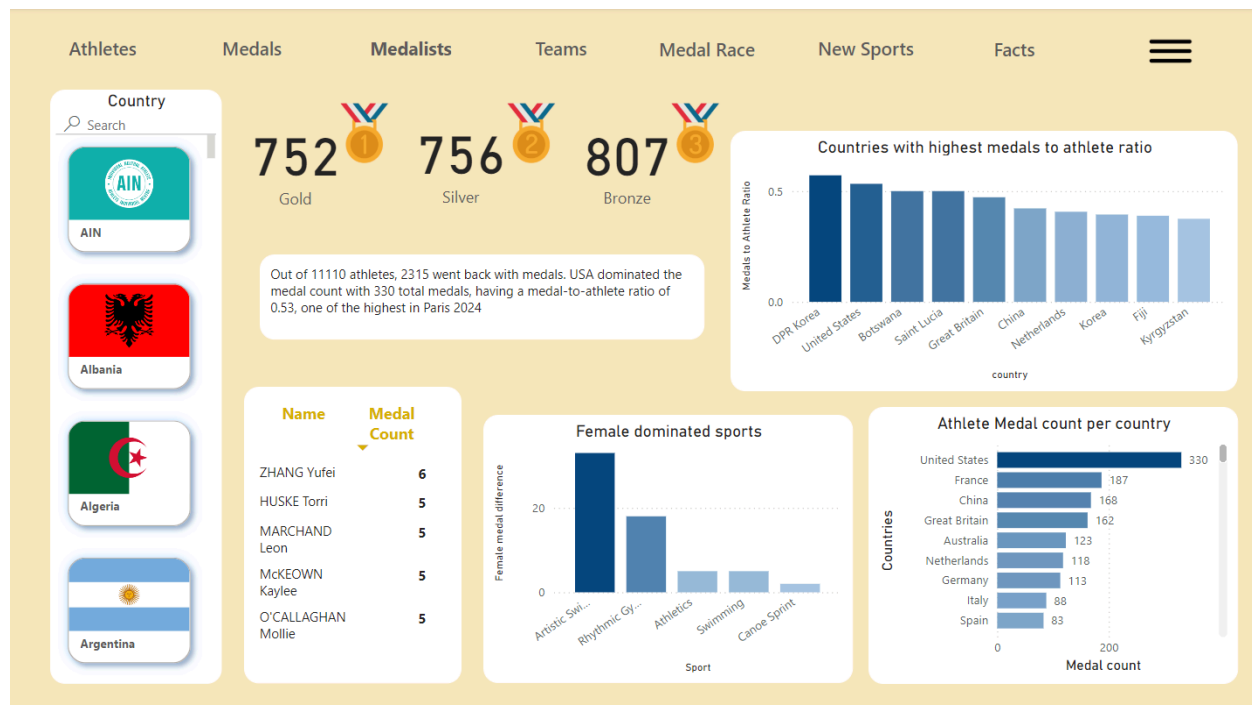 Athletes
Medals
Medalists
Teams
Medal Race
New Sports
Facts
Country
Search
AIN
AIN
Albania
Algeria
Argentina
752
1
Gold
756
2
Silver
807
3
Bronze
Out of 11110 athletes, 2315 went back with medals. USA dominated the
medal count with 330 total medals, having a medal-to-athlete ratio of
0.53, one of the highest in Paris 2024
Countries with highest medals to athlete ratio
Medals to Athlete Ratio
0.5
0.0
DPR Korea
United States
Botswana
Saint Lucia
Great Britain
China
Netherlands
Korea
Fiji
Kyrgyzstan
country
Name
Medal
Count
ZHANG Yufei 6
HUSKE Torri 5
MARCHAND
Leon 5
McKEOWN
Kaylee 5
O'CALLAGHAN
Mollie 5
Female dominated sports
Female medal difference
20
0
Artistic Swi...
Rhythmic Gy...
Athletics
Swimming
Canoe Sprint
Sport
Athlete Medal count per country
Countries
United States 330
France 187
China 168
Great Britain 162
Australia 123
Netherlands 118
Germany 113
Italy 88
Spain 83
0
200
Medal count